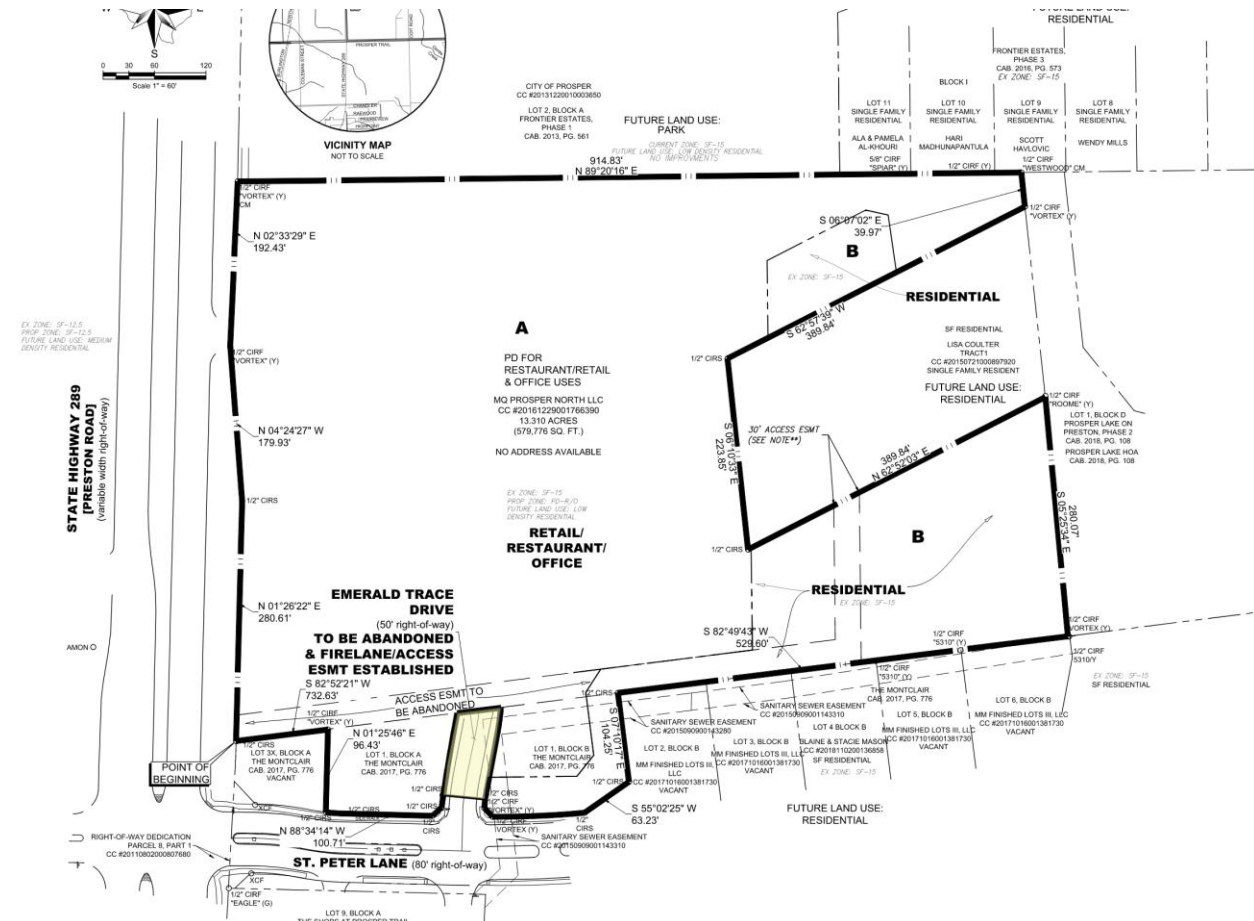 S
0 30 60 120
Scale 1" = 60'
PROSPER TRAIL
COLEMAN STREET
VICINITY MAP
NOT TO SCALE
CITY OF PROSPER
CC #20131220010003650
LOT 2, BLOCK A
FRONTIER ESTATES,
PHASE 1
CAB. 2013, PG. 561
FUTURE LAND USE:
PARK
CURRENT ZONE: SF-15
FUTURE LAND USE: LOW DENSITY RESIDENTIAL
NO IMPROVMENTS
914.83'
N 89°20'16" E
RESIDENTIAL
FRONTIER ESTATES,
PHASE 3
CAB. 2016, PG. 573
EX ZONE: SF-15
BLOCK I
LOT 11
SINGLE FAMILY
RESIDENTIAL
ALA & PAMELA
AL-KHOURI
LOT 10
SINGLE FAMILY
RESIDENTIAL
HARI
MADHUNAPANTULA
LOT 9
SINGLE FAMILY
RESIDENTIAL
SCOTT
HAVLOVIC
LOT 8
SINGLE FAMILY
RESIDENTIAL
WENDY MILLS
5/8" CIRF
"SPIAR" (Y)
1/2" CIRF (Y)
1/2" CIRF
"WESTWOOD" CM
1/2" CIRF
"VORTEX" (Y)
CM
N 02°33'29" E
192.43'
S 06°07'02" E
39.97'
1/2" CIRF
"VORTEX" (Y)
B
EX ZONE: SF-15
RESIDENTIAL
S 62°57'39" W
389.84'
EX ZONE: SF-12.5
PROP ZONE: SF-12.5
FUTURE LAND USE: MEDIUM
DENSITY RESIDENTIAL
A
PD FOR
RESTAURANT/RETAIL
& OFFICE USES
MQ PROSPER NORTH LLC
CC #20161229001766390
13.310 ACRES
(579,776 SQ. FT.)
NO ADDRESS AVAILABLE
1/2" CIRF
"VORTEX" (Y)
1/2" CIRS
SF RESIDENTIAL
LISA COULTER
TRACT1
CC #20150721000897920
SINGLE FAMILY RESIDENT
FUTURE LAND USE:
RESIDENTIAL
1/2" CIRF
"ROOME" (Y)
LOT 1, BLOCK D
PROSPER LAKE ON
PRESTON, PHASE 2
CAB. 2018, PG. 108
PROSPER LAKE HOA
CAB. 2018, PG. 108
STATE HIGHWAY 289
[PRESTON ROAD]
(variable width right-of-way)
N 04°24'27" W
179.93'
S 06°10'33" E
223.85'
30' ACCESS ESMT
(SEE NOTE**)
389.84'
N 62°52'03" E
1/2" CIRS
EX ZONE: SF-15
PROP ZONE: PD-R/O
FUTURE LAND USE: LOW
DENSITY RESIDENTIAL
RETAIL/
RESTAURANT/
OFFICE
1/2" CIRS
B
280.07'
S 05°25'34" E
N 01°26'22" E
280.61'
EMERALD TRACE
DRIVE
(50' right-of-way)
TO BE ABANDONED
& FIRELANE/ACCESS
ESMT ESTABLISHED
RESIDENTIAL
EX ZONE: SF-15
S 82°49'43" W
529.60'
1/2" CIRF
"5310" (Y)
1/2" CIRF
VORTEX (Y)
1/2" CIRF
5310/Y
EX ZONE: SF-15
SF RESIDENTIAL
AMON
S 82°52'21" W
732.63'
ACCESS ESMT TO
BE ABANDONED
1/2" CIRF
"VORTEX" (Y)
1/2" CIRS
1/2" CIRF
"5310" (Y)
SANITARY SEWER EASEMENT
CC #20150909001143280
SANITARY SEWER EASEMENT
CC #20150909001143310
THE MONTCLAIR
CAB. 2017, PG. 776
LOT 6, BLOCK B
MM FINISHED LOTS III, LLC
CC #20171016001381730
VACANT
LOT 5, BLOCK B
MM FINISHED LOTS III, LLC
CC #20171016001381730
VACANT
LOT 4 BLOCK B
BLAINE & STACIE MASON
CC #20181102001366858
SF RESIDENTIAL
EX ZONE: SF-15
LOT 3, BLOCK B
MM FINISHED LOTS III, LLC
CC #20171016001381730
VACANT
LOT 2, BLOCK B
MM FINISHED LOTS III,
LLC
CC #20171016001381730
VACANT
S 07°10'17" E
104.25'
1/2" CIRS
LOT 3X, BLOCK A
THE MONTCLAIR
CAB. 2017, PG. 776
VACANT
N 01°25'46" E
96.43'
LOT 1, BLOCK A
THE MONTCLAIR
CAB. 2017, PG. 776
LOT 1, BLOCK B
THE MONTCLAIR
CAB. 2017, PG. 776
POINT OF
BEGINNING
1/2" CIRS
1/2" CIRS
1/2" CIRS
1/2" CIRF
"VORTEX" (Y)
1/2" CIRF
VORTEX (Y)
1/2"
CIRS
1/2"
CIRS
S 55°02'25" W
63.23'
XCF
1/2" CIRS
N 88°34'14" W
100.71'
SANITARY SEWER EASEMENT
CC #20150909001143310
FUTURE LAND USE:
RESIDENTIAL
RIGHT-OF-WAY DEDICATION
PARCEL 8, PART 1
CC #20110802000807680
ST. PETER LANE (80' right-of-way)
XCF
1/2" CIRF
"EAGLE" (G)
LOT 9, BLOCK A